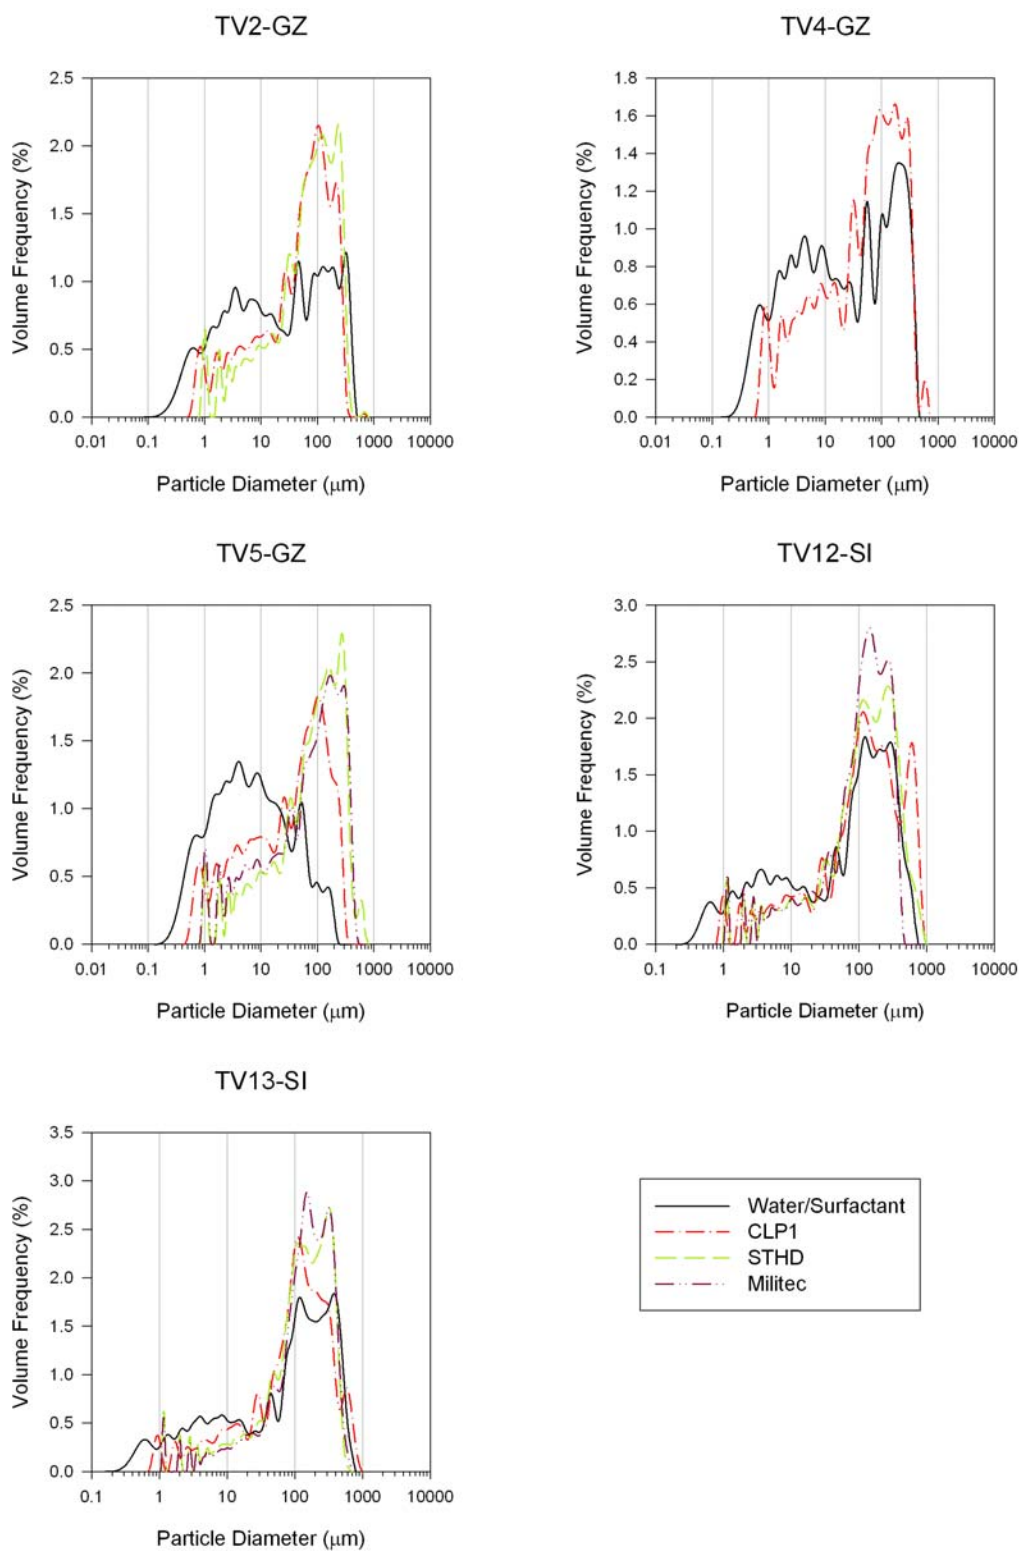 TV2-GZ
Volume Frequency (%)
2.5
2.0
1.5
1.0
0.5
0.0
0.01 0.1 1 10 100 1000 10000
Particle Diameter (μm)
TV4-GZ
Volume Frequency (%)
1.8
1.6
1.4
1.2
1.0
0.8
0.6
0.4
0.2
0.0
0.01 0.1 1 10 100 1000 10000
Particle Diameter (μm)
TV5-GZ
Volume Frequency (%)
2.5
2.0
1.5
1.0
0.5
0.0
0.01 0.1 1 10 100 1000 10000
Particle Diameter (μm)
TV12-SI
Volume Frequency (%)
3.0
2.5
2.0
1.5
1.0
0.5
0.0
0.1 1 10 100 1000 10000
Particle Diameter (μm)
TV13-SI
Volume Frequency (%)
3.5
3.0
2.5
2.0
1.5
1.0
0.5
0.0
0.1 1 10 100 1000 10000
Particle Diameter (μm)
Water/Surfactant
CLP1
STHD
Militec